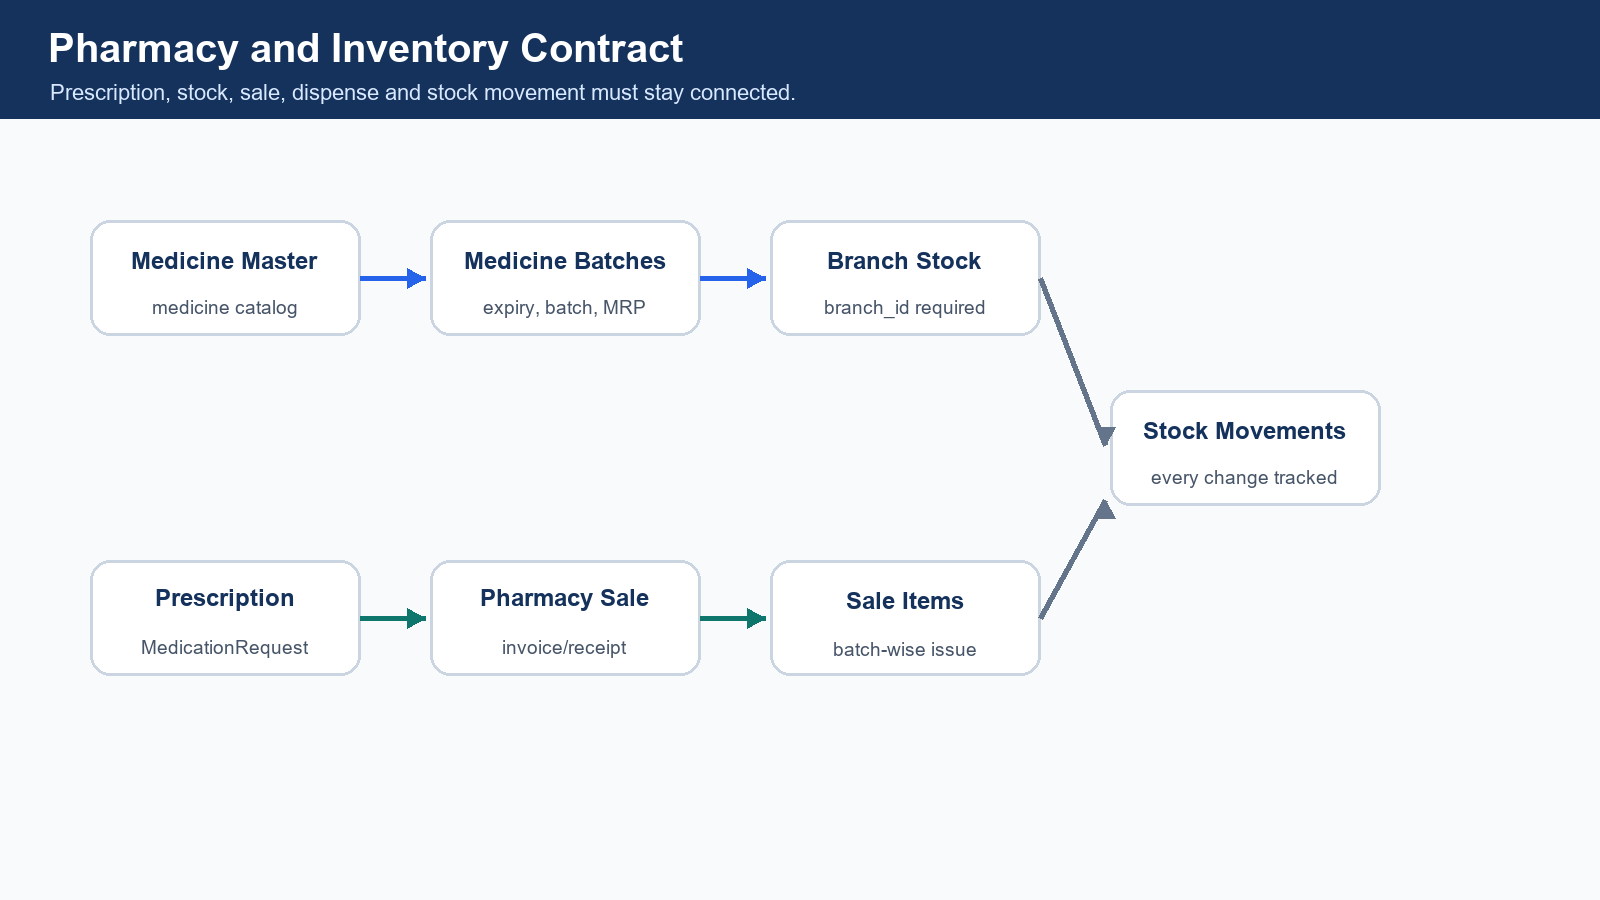 Pharmacy and Inventory Contract
Prescription, stock, sale, dispense and stock movement must stay connected.
Medicine Master
medicine catalog
Medicine Batches
expiry, batch, MRP
Branch Stock
branch_id required
Stock Movements
every change tracked
Prescription
MedicationRequest
Pharmacy Sale
invoice/receipt
Sale Items
batch-wise issue